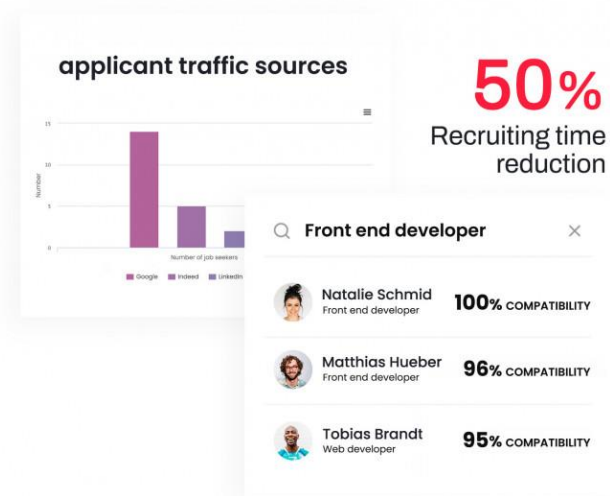 applicant traffic sources
15
10
5
0
Number
Number of job seekers
Google Indeed LinkedIn
50%
Recruiting time
reduction
Front end developer
Natalie Schmid
Front end developer
100% COMPATIBILITY
Matthias Hueber
Front end developer
96% COMPATIBILITY
Tobias Brandt
Web developer
95% COMPATIBILITY